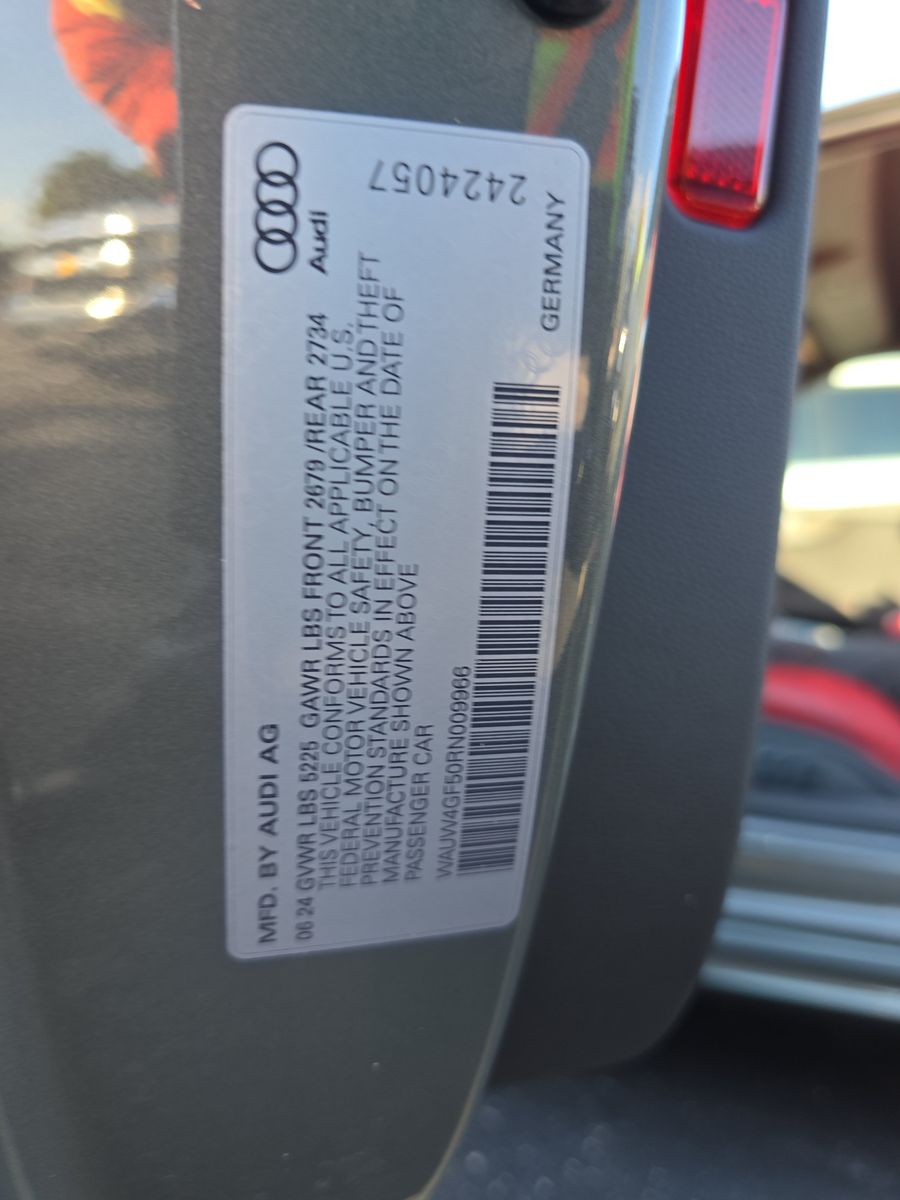 Audi
2424057
MFD. BY AUDI AG
06 24 GVWR LBS 5225 GAWR LBS FRONT 2679 /REAR 2734
THIS VEHICLE CONFORMS TO ALL APPLICABLE U.S.
FEDERAL MOTOR VEHICLE SAFETY, BUMPER AND THEFT
PREVENTION STANDARDS IN EFFECT ON THE DATE OF
MANUFACTURE SHOWN ABOVE
PASSENGER CAR
WAUW4GF50RN009966
GERMANY